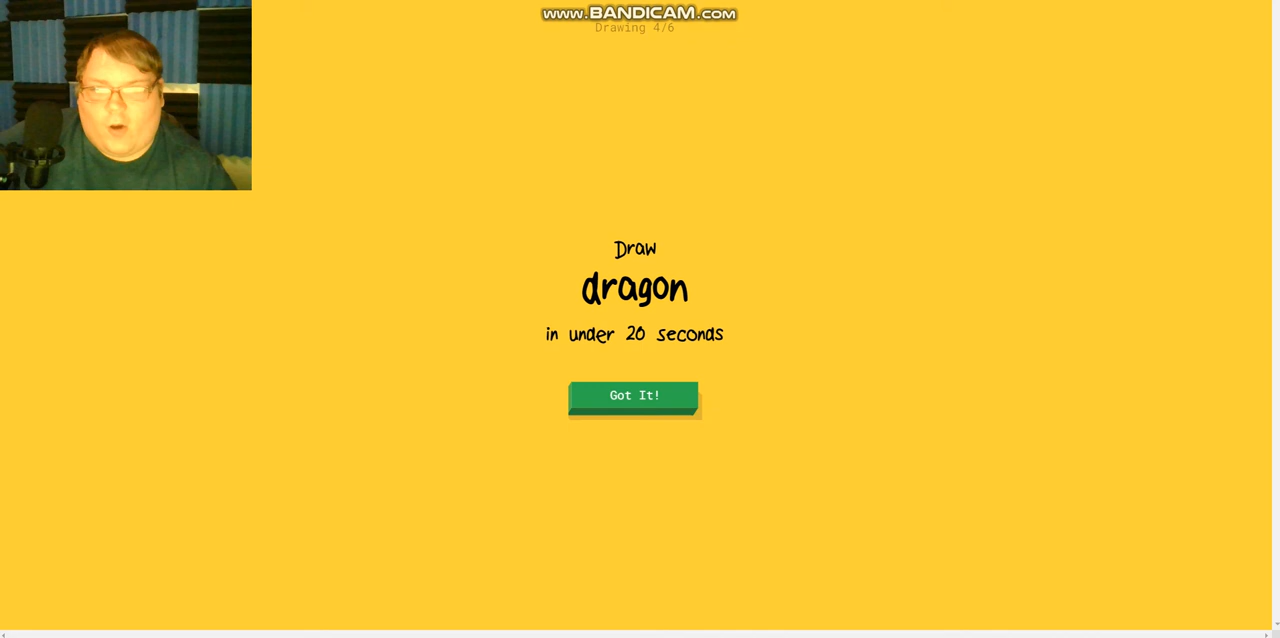 www.BANDICAM.com
Drawing 4/6
Draw
dragon
in under 20 seconds
Got It!